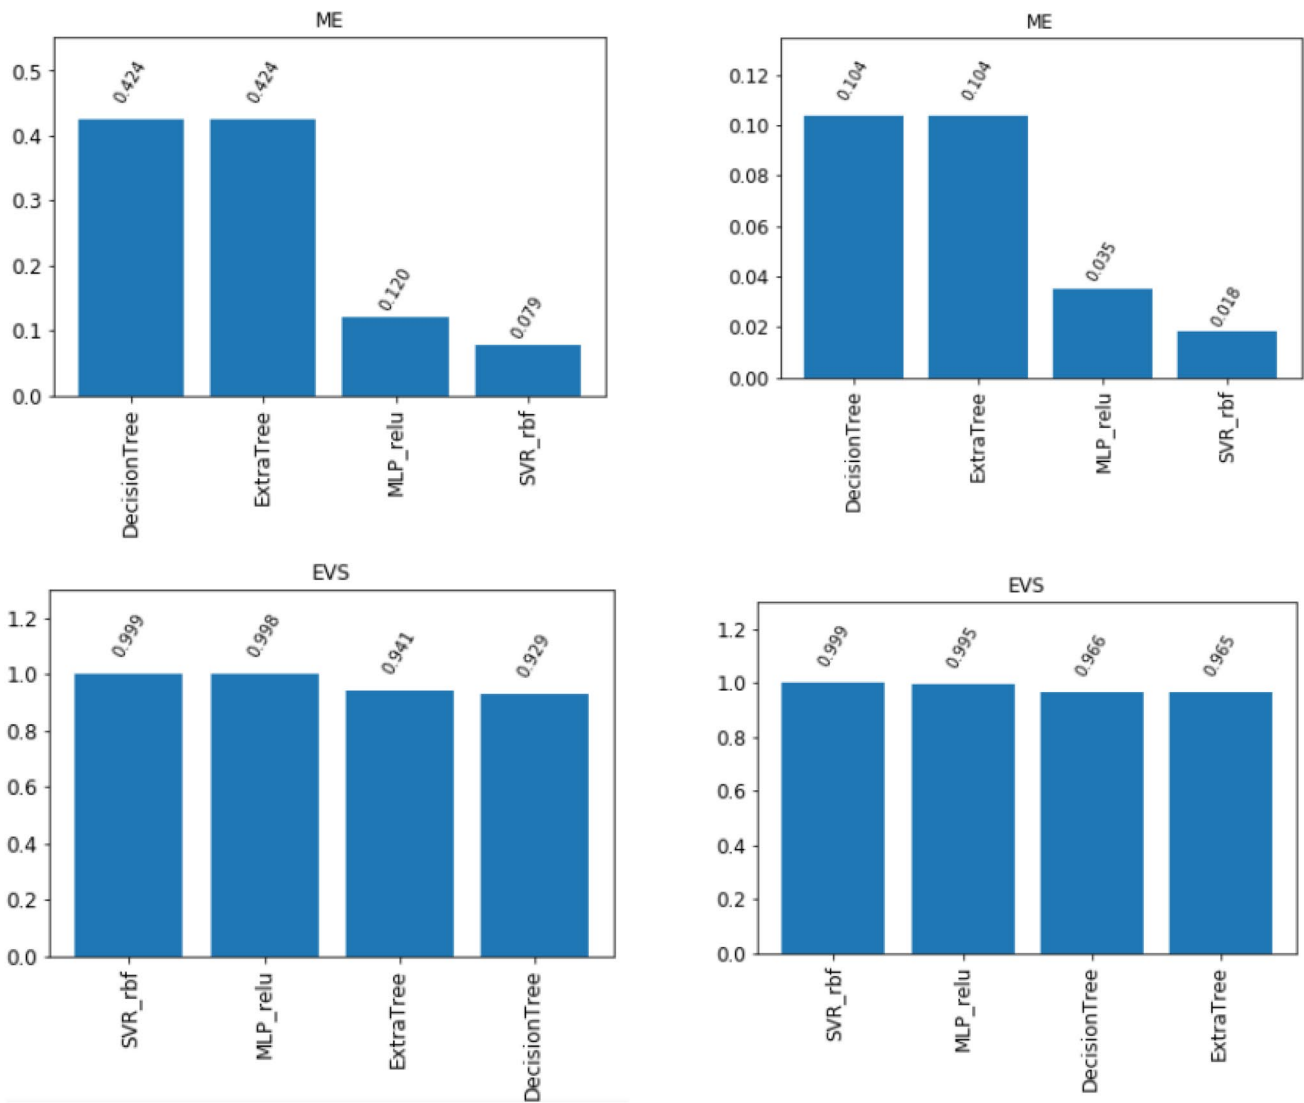 ME
0.5
0.4
0.3
0.2
0.1
0.0
0.424
0.424
0.120
0.079
DecisionTree
ExtraTree
MLP_relu
SVR_rbf
ME
0.12
0.10
0.08
0.06
0.04
0.02
0.00
0.104
0.104
0.035
0.018
DecisionTree
ExtraTree
MLP_relu
SVR_rbf
EVS
1.2
1.0
0.8
0.6
0.4
0.2
0.0
0.999
0.998
0.941
0.929
SVR_rbf
MLP_relu
ExtraTree
DecisionTree
EVS
1.2
1.0
0.8
0.6
0.4
0.2
0.0
0.999
0.995
0.966
0.965
SVR_rbf
MLP_relu
DecisionTree
ExtraTree